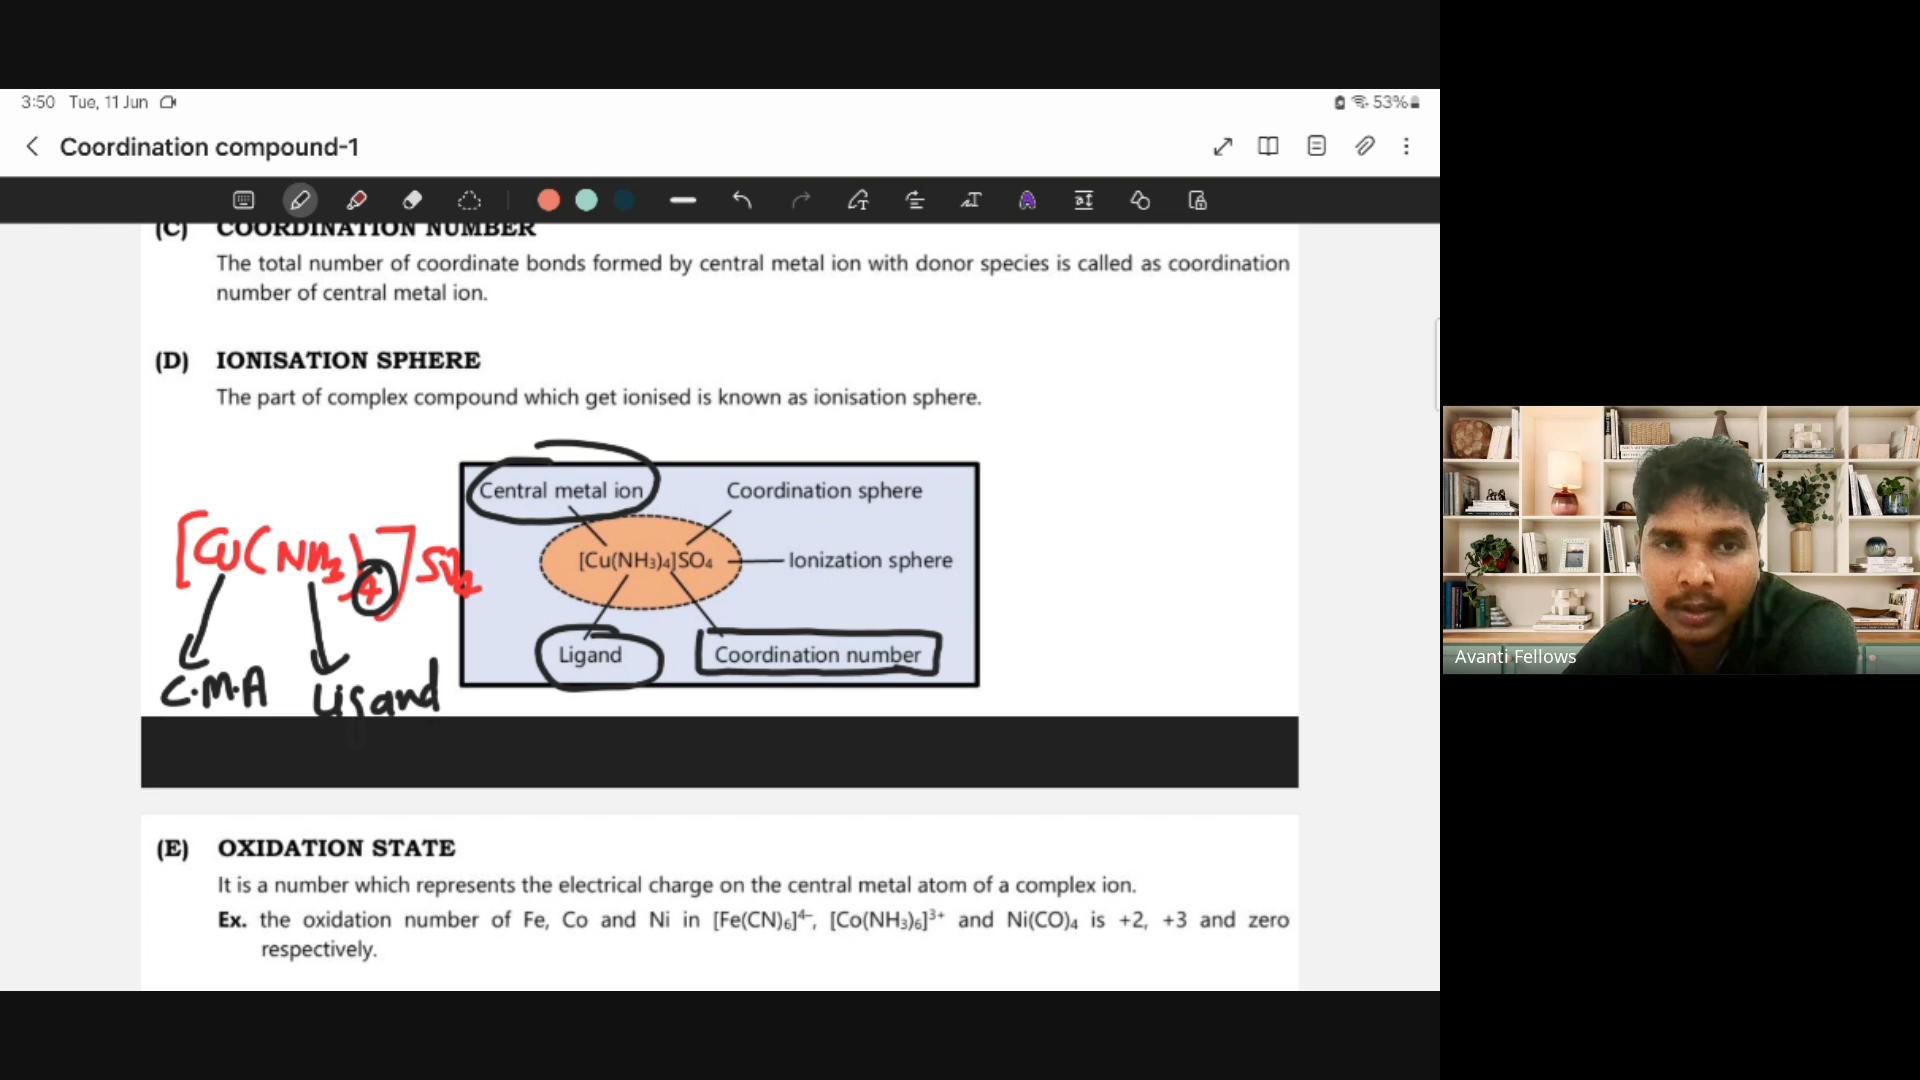 3:50 Tue, 11 Jun
53%
Coordination compound-1
(C) COORDINATION NUMBER
The total number of coordinate bonds formed by central metal ion with donor species is called as coordination
number of central metal ion.
(D) IONISATION SPHERE
The part of complex compound which get ionised is known as ionisation sphere.
Central metal ion
Coordination sphere
[Cu(NH3)4]SO4
[Cu(NH₃)₄]SO₄
Ionization sphere
Ligand
Coordination number
C.M.A
Ligand
Avanti Fellows
(E) OXIDATION STATE
It is a number which represents the electrical charge on the central metal atom of a complex ion.
Ex. the oxidation number of Fe, Co and Ni in [Fe(CN)₆]⁴⁻, [Co(NH₃)₆]³⁺ and Ni(CO)₄ is +2, +3 and zero
respectively.